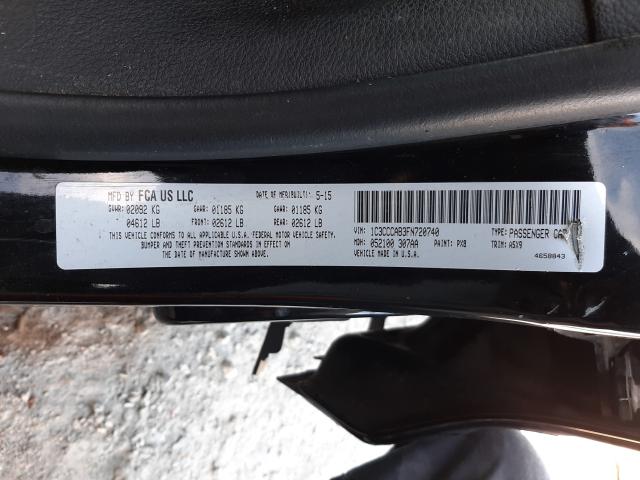 MFD BY FCA US LLC DATE OF MFR(BUILT): 5-15
GVWR: 02092 KG GAWR: 01185 KG GAWR: 01185 KG
04612 LB FRONT: 02612 LB REAR: 02612 LB
THIS VEHICLE CONFORMS TO ALL APPLICABLE U.S.A. FEDERAL MOTOR VEHICLE SAFETY,
BUMPER AND THEFT PREVENTION STANDARDS IN EFFECT ON
THE DATE OF MANUFACTURE SHOWN ABOVE.
VIN: 1C3CCCAB3FN720740 TYPE: PASSENGER CAR
MDH: 052100 307AA PAINT: PX8 TRIM: A5X9
VEHICLE MADE IN U.S.A. 4658843